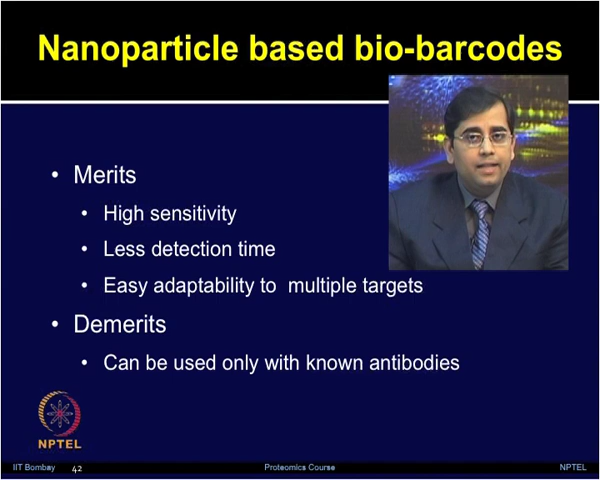 Nanoparticle based bio-barcodes
• Merits
• High sensitivity
• Less detection time
• Easy adaptability to multiple targets
• Demerits
• Can be used only with known antibodies
NPTEL
IIT Bombay 42 Proteomics Course NPTEL